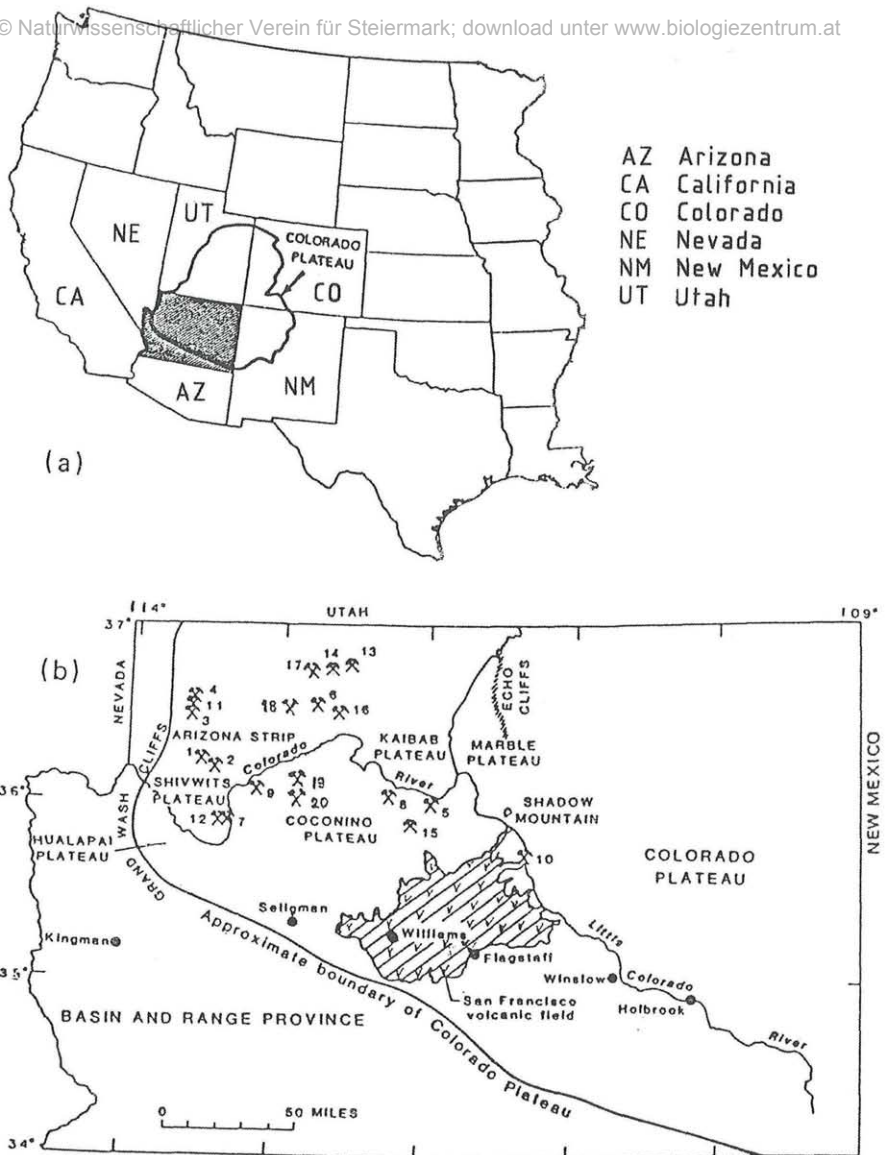 © Naturwissenschaftlicher Verein für Steiermark; download unter www.biologiezentrum.at
AZ Arizona
CA California
CO Colorado
NE Nevada
NM New Mexico
UT Utah
UT
NE
COLORADO
PLATEAU
CA
CO
AZ
NM
(a)
114°
UTAH
109°
37°
(b)
NEVADA
17
14
13
4
11
3
18
6
16
ECHO
CLIFFS
ARIZONA STRIP
KAIBAB
PLATEAU
MARBLE
PLATEAU
1
2
Colorado
River
SHIVWITS
PLATEAU
GRAND WASH CLIFFS
36°
9
19
20
8
5
SHADOW
MOUNTAIN
12
7
COCONINO
PLATEAU
15
10
HUALAPAI
PLATEAU
COLORADO
PLATEAU
NEW MEXICO
Seligman
Kingman
Williams
Flagstaff
Little Colorado River
Winslow
Holbrook
35°
San Francisco
volcanic field
Approximate boundary of Colorado Plateau
BASIN AND RANGE PROVINCE
0 50 MILES
34°